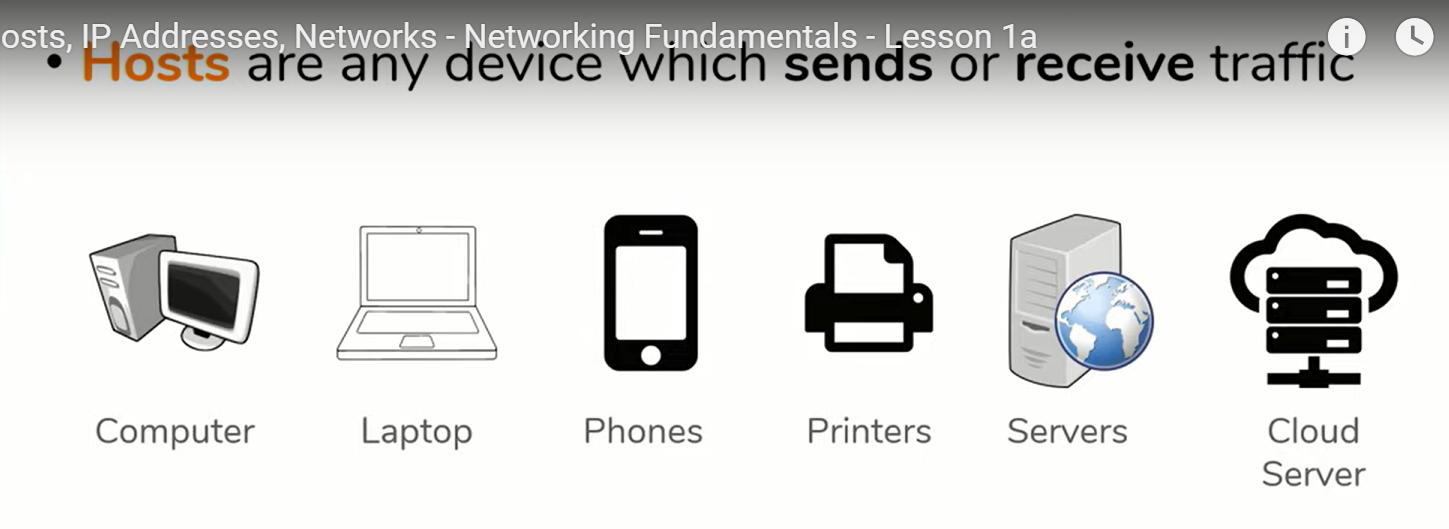 osts, IP Addresses, Networks - Networking Fundamentals - Lesson 1a
• Hosts are any device which sends or receive traffic
Computer
Laptop
Phones
Printers
Servers
Cloud
Server